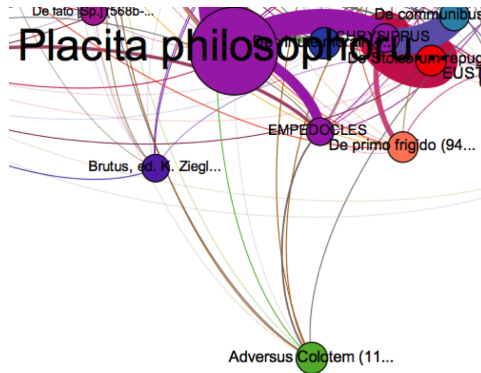 De fato [Sp.] (568b-...
De communibus
CHRYSIPPUS
Placita philosophor
De Stoicorum repug
EUST
EMPEDOCLES
De primo frigido (94...
Brutus, ed. K. Ziegl...
Adversus Colotem (11...